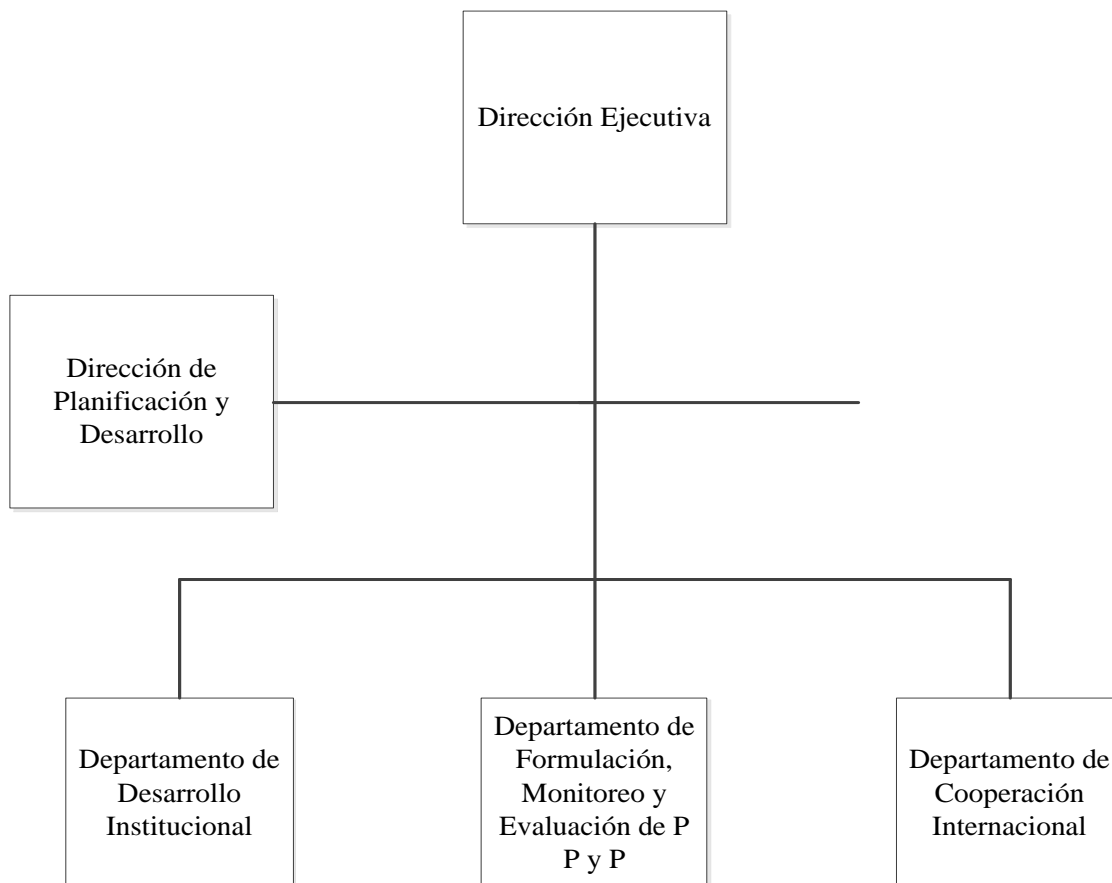 Dirección Ejecutiva
Dirección de
Planificación y
Desarrollo
Departamento de
Desarrollo
Institucional
Departamento de
Formulación,
Monitoreo y
Evaluación de P
P y P
Departamento de
Cooperación
Internacional